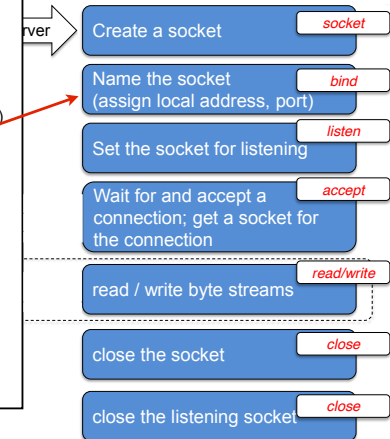 rver
Create a socket
socket
Name the socket
(assign local address, port)
bind
)
Set the socket for listening
listen
Wait for and accept a
connection; get a socket for
the connection
accept
read / write byte streams
read/write
close the socket
close
close the listening socket
close